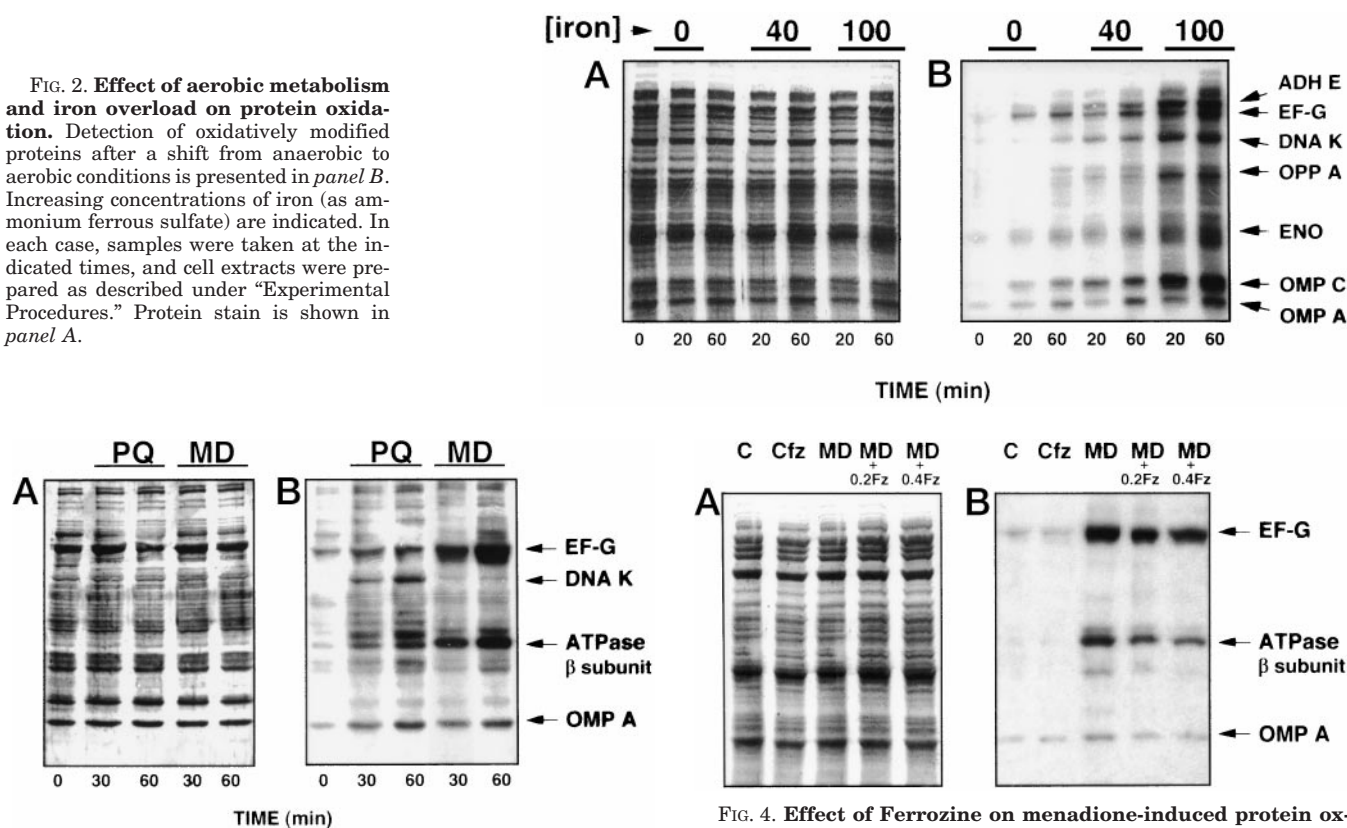 FIG. 2. Effect of aerobic metabolism
and iron overload on protein oxida-
tion. Detection of oxidatively modified
proteins after a shift from anaerobic to
aerobic conditions is presented in panel B.
Increasing concentrations of iron (as am-
monium ferrous sulfate) are indicated. In
each case, samples were taken at the in-
dicated times, and cell extracts were pre-
pared as described under “Experimental
Procedures.” Protein stain is shown in
panel A.
[iron] 0 40 100 0 40 100
A B
ADH E
EF-G
DNA K
OPP A
ENO
OMP C
OMP A
0 20 60 20 60 20 60 0 20 60 20 60 20 60
TIME (min)
PQ MD PQ MD
A B
EF-G
DNA K
ATPase
β subunit
OMP A
0 30 60 30 60 0 30 60 30 60
TIME (min)
C Cfz MD MD MD C Cfz MD MD MD
+ + + +
0.2Fz 0.4Fz 0.2Fz 0.4Fz
A B
EF-G
ATPase
β subunit
OMP A
FIG. 4. Effect of Ferrozine on menadione-induced protein ox-